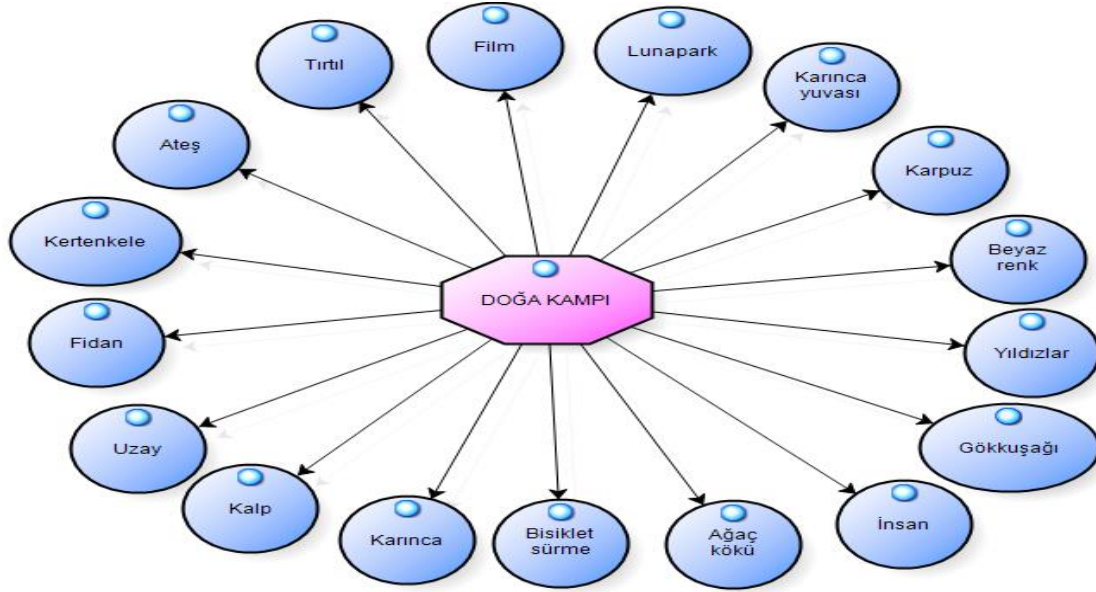 Film
Lunapark
Tırtıl
Karınca
yuvası
Ateş
Karpuz
Kertenkele
Beyaz
renk
DOĞA KAMPI
Fidan
Yıldızlar
Uzay
Gökkuşağı
Kalp
İnsan
Karınca
Bisiklet
sürme
Ağaç
kökü